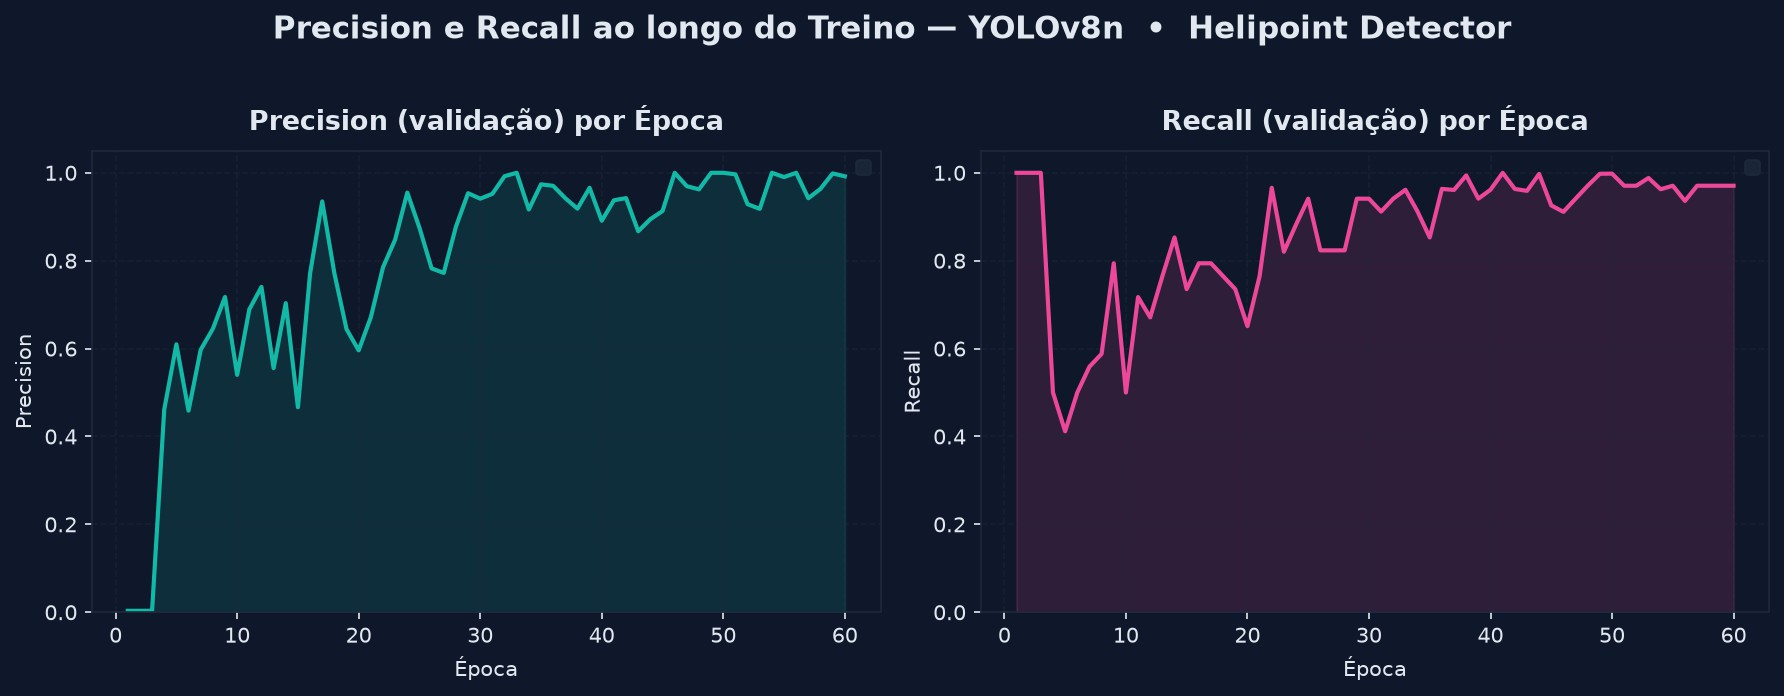 Precision e Recall ao longo do Treino — YOLOv8n • Helipoint Detector
Precision (validação) por Época
1.0
0.8
0.6
0.4
0.2
0.0
Precision
0 10 20 30 40 50 60
Época
Recall (validação) por Época
1.0
0.8
0.6
0.4
0.2
0.0
Recall
0 10 20 30 40 50 60
Época